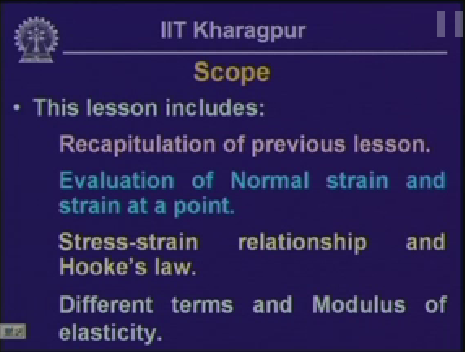 IIT Kharagpur
Scope
• This lesson includes:
Recapitulation of previous lesson.
Evaluation of Normal strain and
strain at a point.
Stress-strain relationship and
Hooke's law.
Different terms and Modulus of
elasticity.